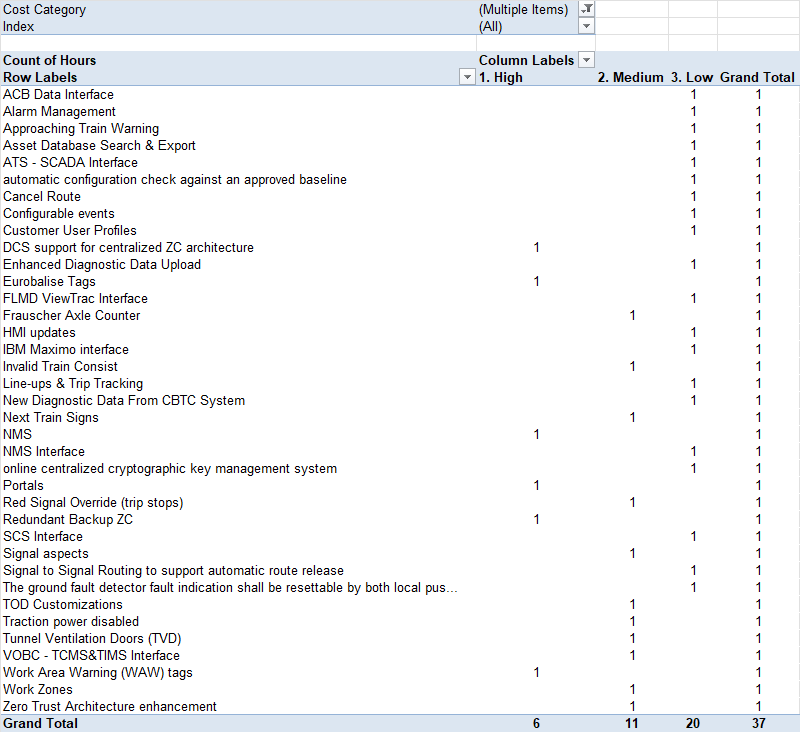 Cost Category (Multiple Items)
Index (All)
Count of Hours Column Labels
Row Labels 1. High 2. Medium 3. Low Grand Total
ACB Data Interface 1 1
Alarm Management 1 1
Approaching Train Warning 1 1
Asset Database Search & Export 1 1
ATS - SCADA Interface 1 1
automatic configuration check against an approved baseline 1 1
Cancel Route 1 1
Configurable events 1 1
Customer User Profiles 1 1
DCS support for centralized ZC architecture 1 1
Enhanced Diagnostic Data Upload 1 1
Eurobalise Tags 1 1
FLMD ViewTrac Interface 1 1
Frauscher Axle Counter 1 1
HMI updates 1 1
IBM Maximo interface 1 1
Invalid Train Consist 1 1
Line-ups & Trip Tracking 1 1
New Diagnostic Data From CBTC System 1 1
Next Train Signs 1 1
NMS 1 1
NMS Interface 1 1
online centralized cryptographic key management system 1 1
Portals 1 1
Red Signal Override (trip stops) 1 1
Redundant Backup ZC 1 1
SCS Interface 1 1
Signal aspects 1 1
Signal to Signal Routing to support automatic route release 1 1
The ground fault detector fault indication shall be resettable by both local pus... 1 1
TOD Customizations 1 1
Traction power disabled 1 1
Tunnel Ventilation Doors (TVD) 1 1
VOBC - TCMS&TIMS Interface 1 1
Work Area Warning (WAW) tags 1 1
Work Zones 1 1
Zero Trust Architecture enhancement 1 1
Grand Total 6 11 20 37